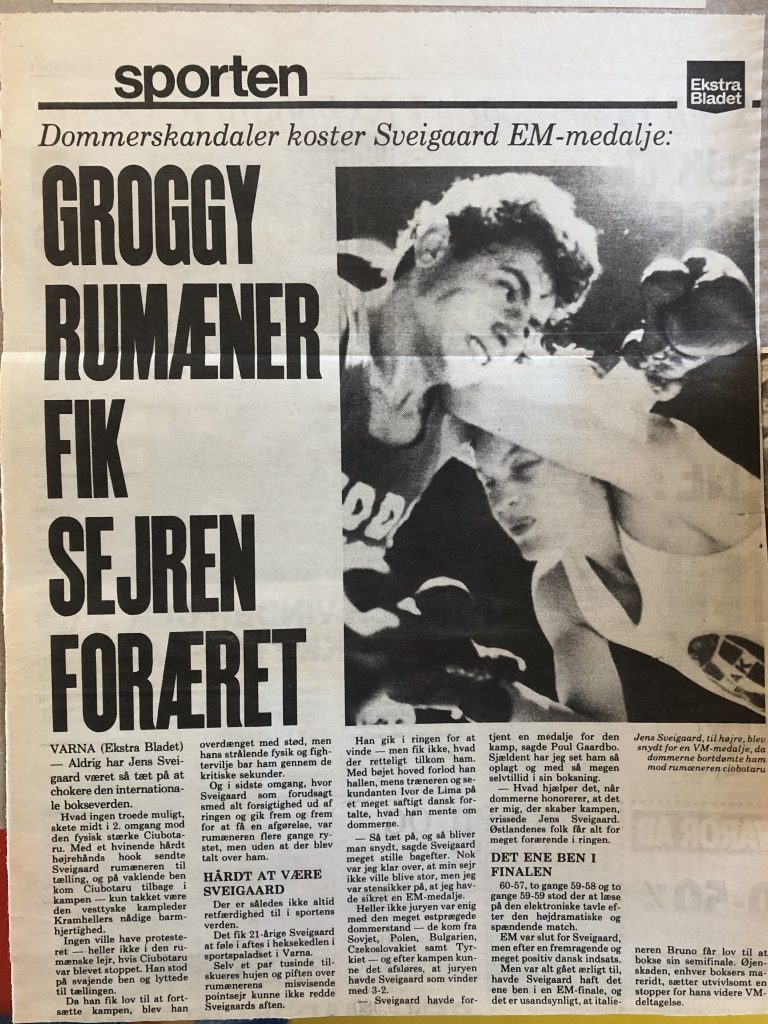 sporten
Ekstra
Bladet
Dommerskandaler koster Sveigaard EM-medalje:
GROGGY
RUMÆNER
FIK
SEJREN
FORÆRET
VARNA (Ekstra Bladet)
— Aldrig har Jens Svei-
gaard været så tæt på at
chokere den internatio-
nale bokseverden.
Hvad ingen troede muligt,
skete midt i 2. omgang mod
den fysisk stærke Ciubota-
ru. Med et hvinende hårdt
højrehånds hook sendte
Sveigaard rumæneren til
tælling, og på vaklende ben
kom Ciubotaru tilbage i
kampen — kun takket være
den vesttyske kampleder
Kramhellers nådige barm-
hjertighed.
Ingen ville have proteste-
ret — heller ikke i den ru-
mænske lejr, hvis Ciubotaru
var blevet stoppet. Han stod
på svajende ben og lyttede
til tællingen.
Da han fik lov til at fort-
sætte kampen, blev han
overdænget med stød, men
hans strålende fysik og figh-
tervilje bar ham gennem de
kritiske sekunder.
Og i sidste omgang, hvor
Sveigaard som forudsagt
smed alt forsigtighed ud af
ringen og gik frem og frem
for at få en afgørelse, var
rumæneren flere gange ry-
stet, men uden at der blev
talt over ham.
HÅRDT AT VÆRE
SVEIGAARD
Der er således ikke altid
retfærdighed til i sportens
verden.
Det fik 21-årige Sveigaard
at føle i aftes i heksekedlen i
sportspaladset i Varna.
Selv et par tusinde til-
skueres hujen og piften over
rumænerens misvisende
pointsejr kunne ikke redde
Sveigaards aften.
Han gik i ringen for at
vinde — men fik ikke, hvad
der retteligt tilkom ham.
Med bøjet hoved forlod han
hallen, mens træneren og se-
kundanten Ivor de Lima på
et meget saftigt dansk for-
talte, hvad han mente om
dommerne.
— Så tæt på, og så bliver
man snydt, sagde Sveigaard
meget stille bagefter. Nok
var jeg klar over, at min sejr
ikke ville blive stor, men jeg
var stensikker på, at jeg hav-
de sikret en EM-medalje.
Heller ikke juryen var enig
med den meget østprægede
dommerstand — de kom fra
Sovjet, Polen, Bulgarien,
Czekoslovakiet samt Tyr-
kiet — og efter kampen kun-
ne det afsløres, at juryen
havde Sveigaard som vinder
med 3-2.
— Sveigaard havde for-
tjent en medalje for den
kamp, sagde Poul Gaardbo.
Sjældent har jeg set ham så
oplagt og med så megen
selvtillid i sin boksning.
— Hvad hjælper det, når
dommerne honorerer, at det
er mig, der skaber kampen,
vrissede Jens Sveigaard.
Østlandenes folk får alt for
meget forærende i ringen.
DET ENE BEN I
FINALEN
60-57, to gange 59-58 og to
gange 59-59 stod der at læse
på den elektroniske tavle ef-
ter den højdramatiske og
spændende match.
EM var slut for Sveigaard,
men efter en fremragende og
meget positiv dansk indsats.
Men var alt gået ærligt til,
havde Sveigaard haft det
ene ben i en EM-finale, og
det er usandsynligt, at italie-
Jens Sveigaard, til højre, blev
snydt for en VM-medalje, da
dommerne bortdømte ham
mod rumæneren ciobotaru
neren Bruno får lov til at
bokse sin semifinale. Øjen-
skaden, enhver boksers ma-
reridt, sætter utvivlsomt en
stopper for hans videre VM-
deltagelse.